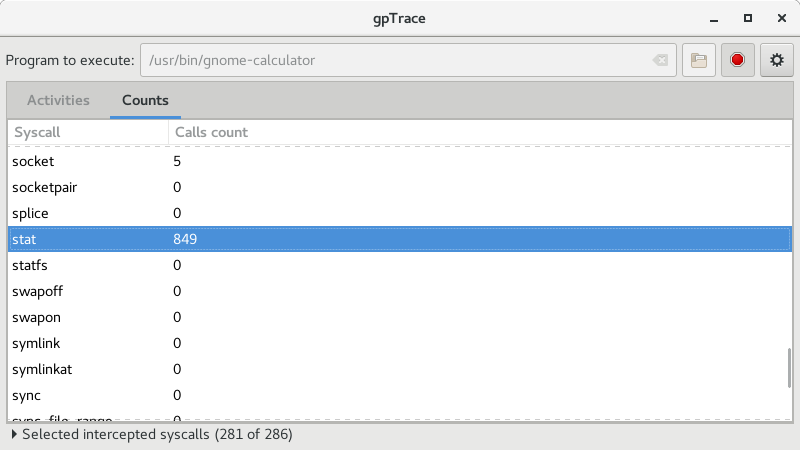 gpTrace
Program to execute: /usr/bin/gnome-calculator
Activities Counts
Syscall Calls count
socket 5
socketpair 0
splice 0
stat 849
statfs 0
swapoff 0
swapon 0
symlink 0
symlinkat 0
sync 0
sync_file_range 0
Selected intercepted syscalls (281 of 286)